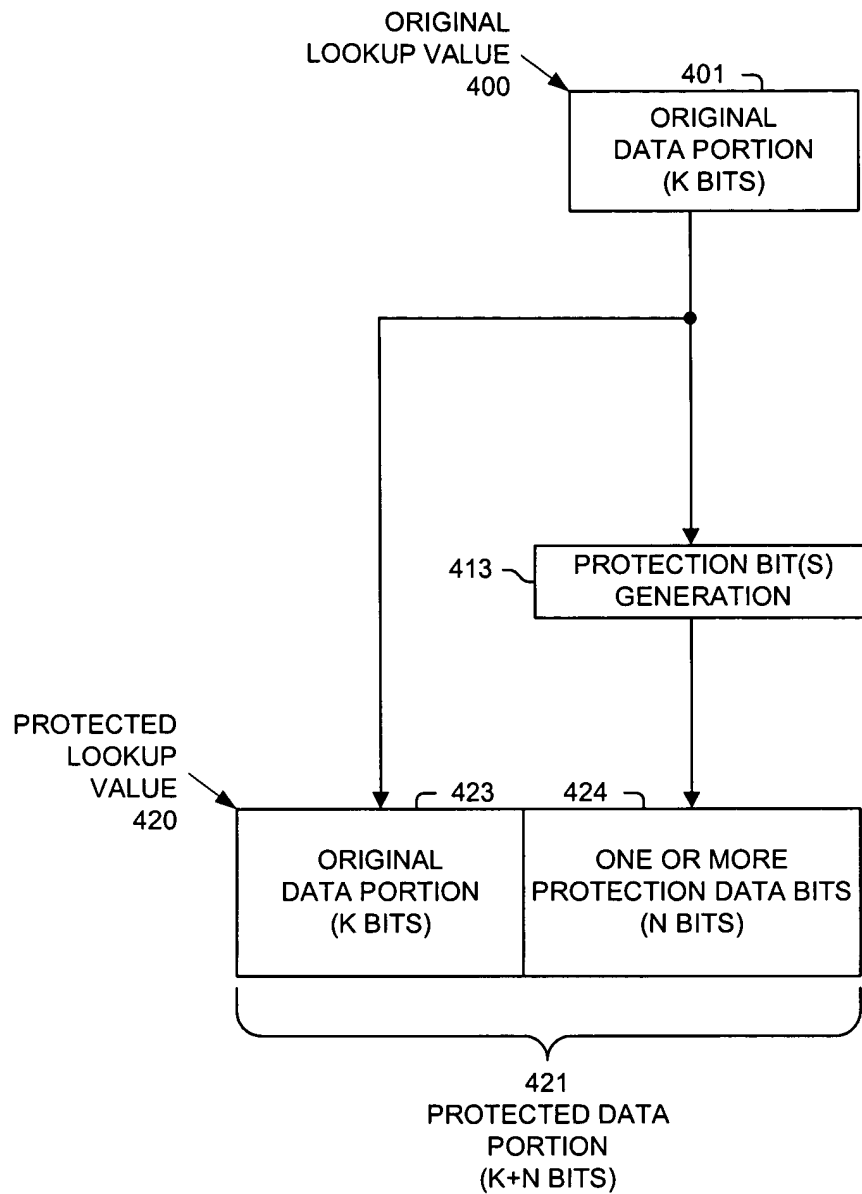 ORIGINAL
LOOKUP VALUE
400
401
ORIGINAL
DATA PORTION
(K BITS)
413
PROTECTION BIT(S)
GENERATION
PROTECTED
LOOKUP
VALUE
420
423
424
ORIGINAL
DATA PORTION
(K BITS)
ONE OR MORE
PROTECTION DATA BITS
(N BITS)
421
PROTECTED DATA
PORTION
(K+N BITS)